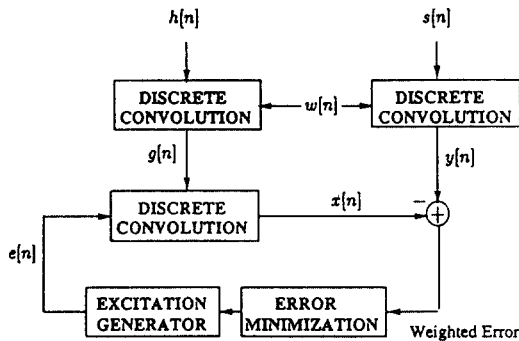 h[n]
s[n]
DISCRETE
CONVOLUTION
w[n]
DISCRETE
CONVOLUTION
g[n]
y[n]
DISCRETE
CONVOLUTION
x[n]
−
+
e[n]
EXCITATION
GENERATOR
ERROR
MINIMIZATION
Weighted Error